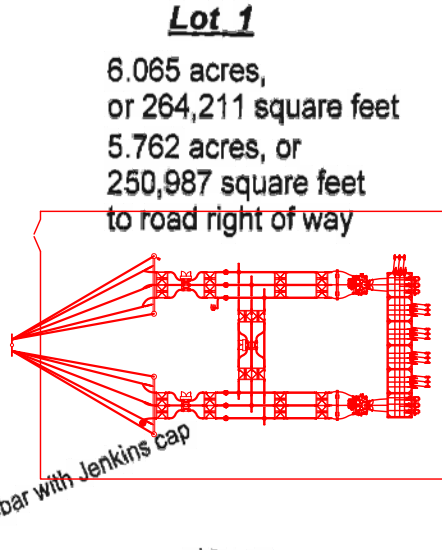 Lot 1
6.065 acres,
or 264,211 square feet
5.762 acres, or
250,987 square feet
to road right of way
bar with Jenkins cap